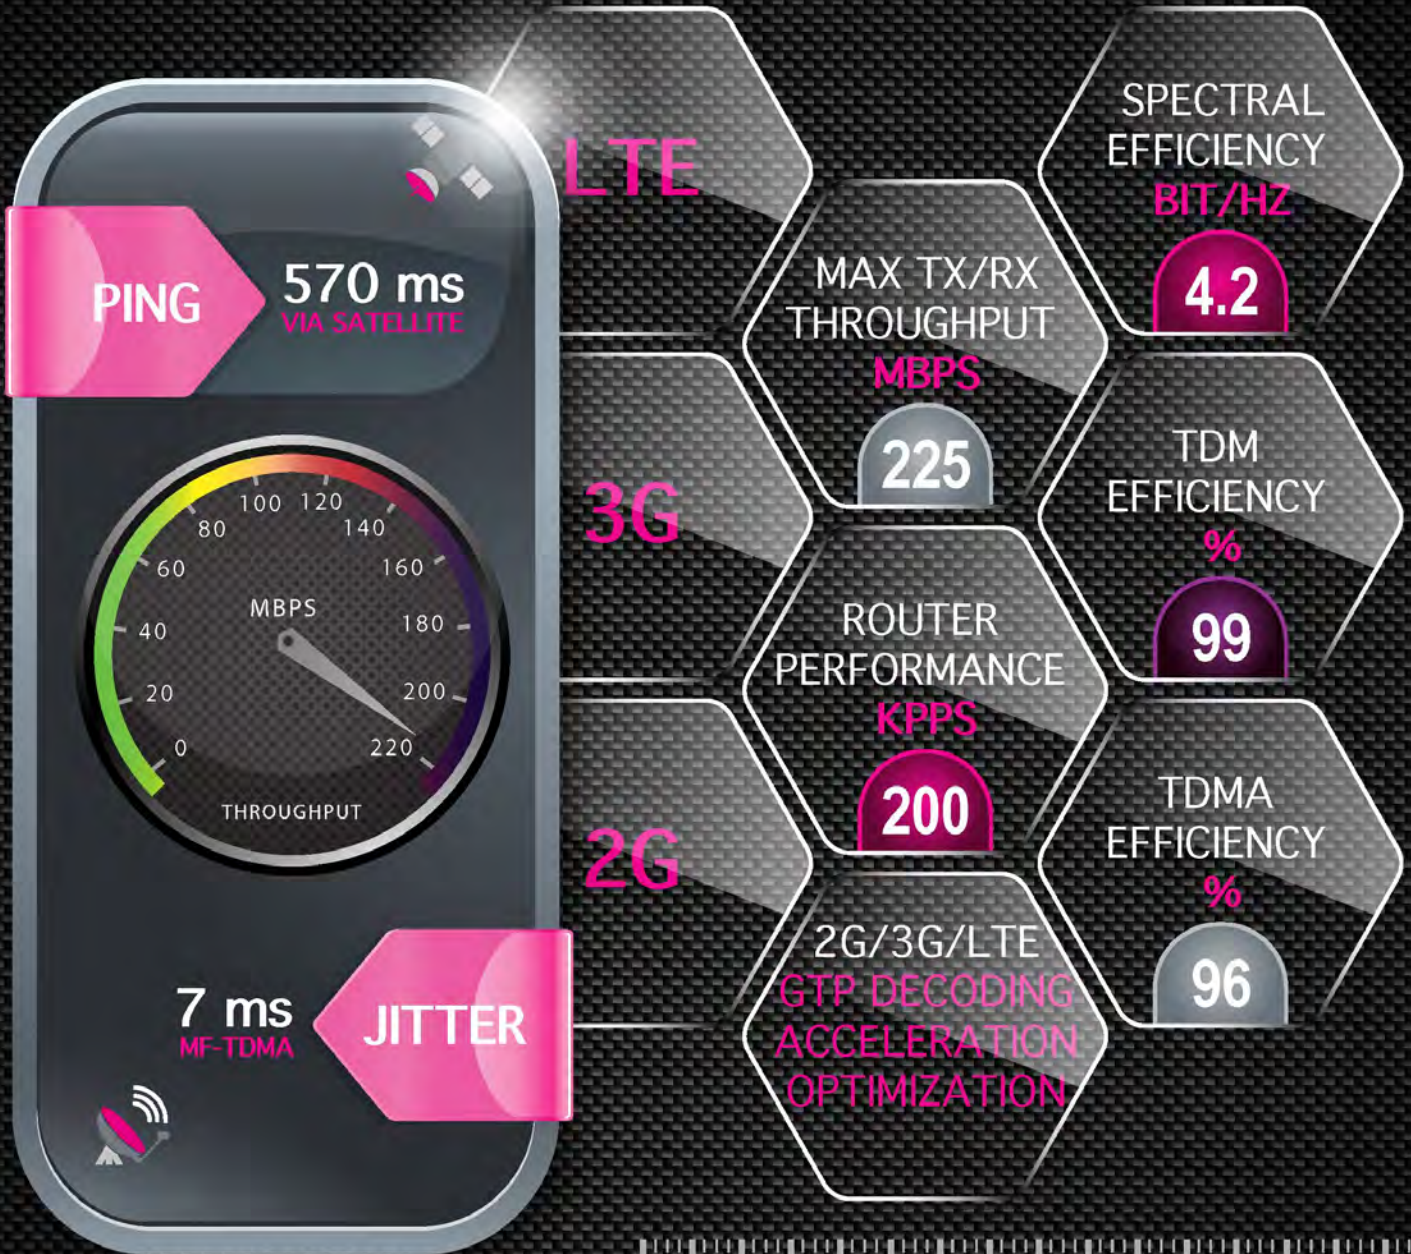 PING
570 ms
VIA SATELLITE
0
20
40
60
80
100
120
140
160
180
200
220
MBPS
THROUGHPUT
7 ms
MF-TDMA
JITTER
LTE
3G
2G
MAX TX/RX
THROUGHPUT
MBPS
225
ROUTER
PERFORMANCE
KPPS
200
2G/3G/LTE
GTP DECODING
ACCELERATION
OPTIMIZATION
SPECTRAL
EFFICIENCY
BIT/HZ
4.2
TDM
EFFICIENCY
%
99
TDMA
EFFICIENCY
%
96